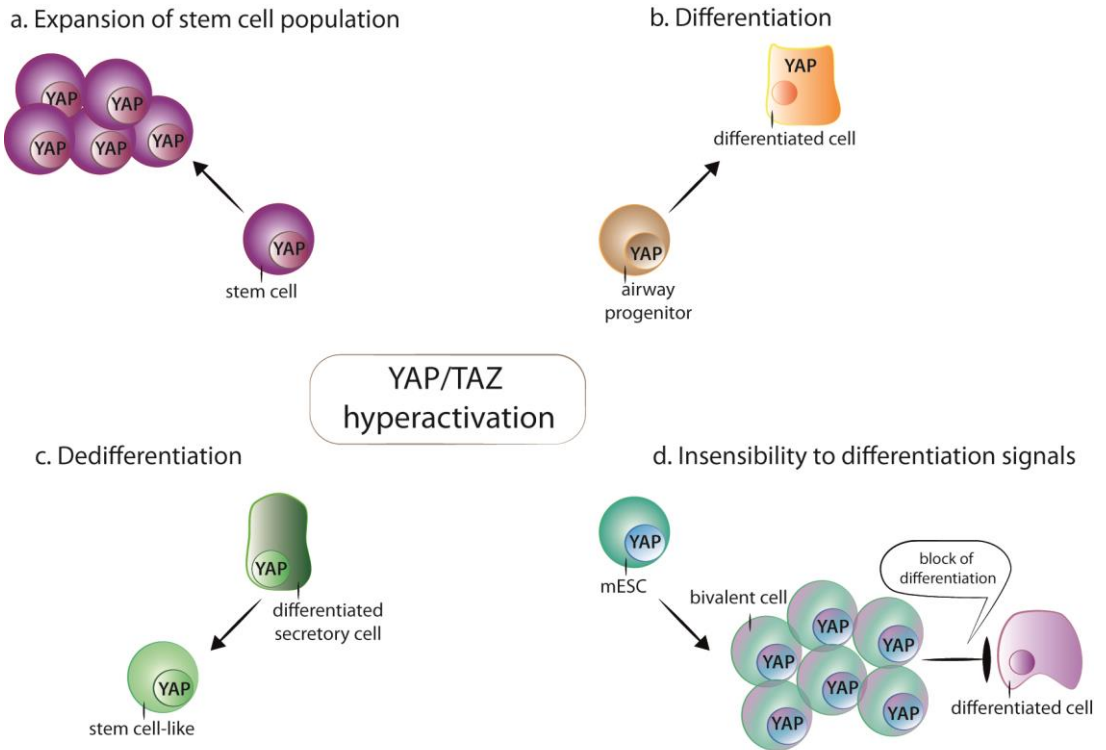 a. Expansion of stem cell population
YAP
YAP
YAP
YAP
YAP
YAP
stem cell
b. Differentiation
YAP
differentiated cell
YAP
airway
progenitor
YAP/TAZ
hyperactivation
c. Dedifferentiation
YAP
differentiated
secretory cell
YAP
stem cell-like
d. Insensibility to differentiation signals
YAP
mESC
block of
differentiation
bivalent cell
YAP
YAP
YAP
YAP
YAP
YAP
differentiated cell